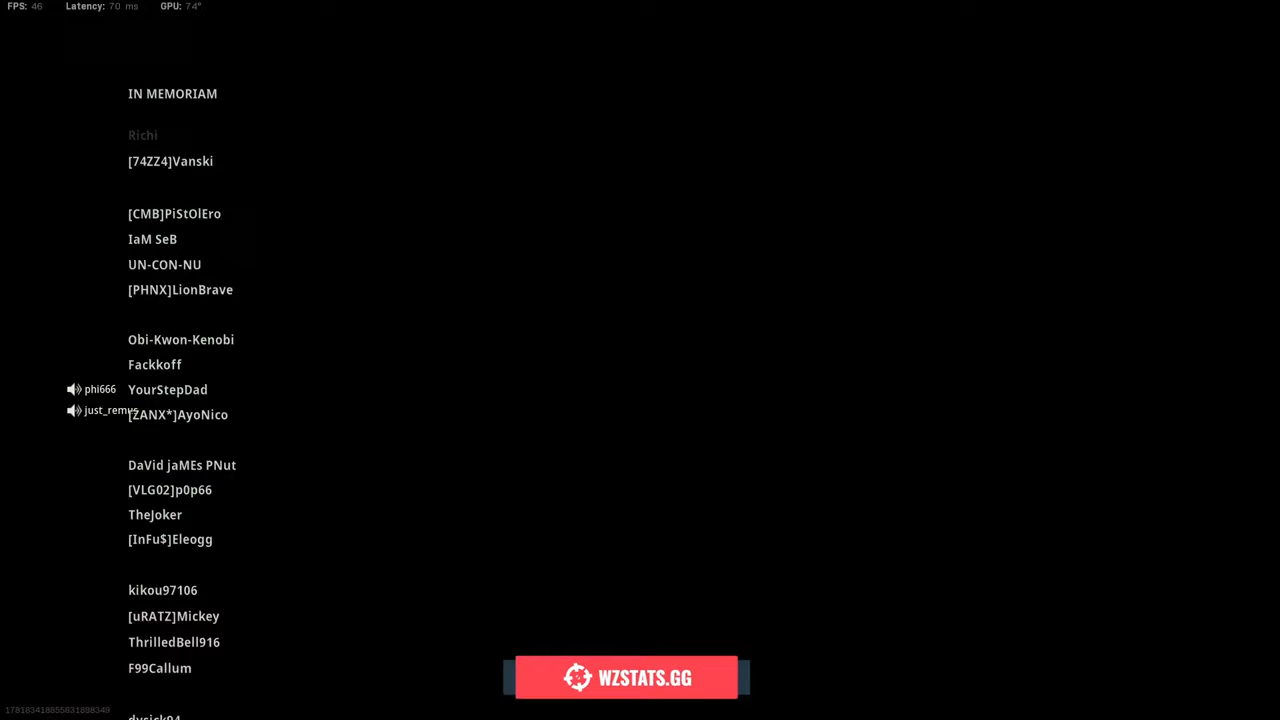 FPS: 46 Latency: 70 ms GPU: 74°
IN MEMORIAM
Richi
[74ZZ4]Vanski
[CMB]PiStOlEro
IaM SeB
UN-CON-NU
[PHNX]LionBrave
Obi-Kwon-Kenobi
Fackkoff
phi666 YourStepDad
just_remus [ZANX*]AyoNico
DaVid jaMEs PNut
[VLG02]p0p66
TheJoker
[InFu$]Eleogg
kikou97106
[uRATZ]Mickey
ThrilledBell916
F99Callum
WZSTATS.GG